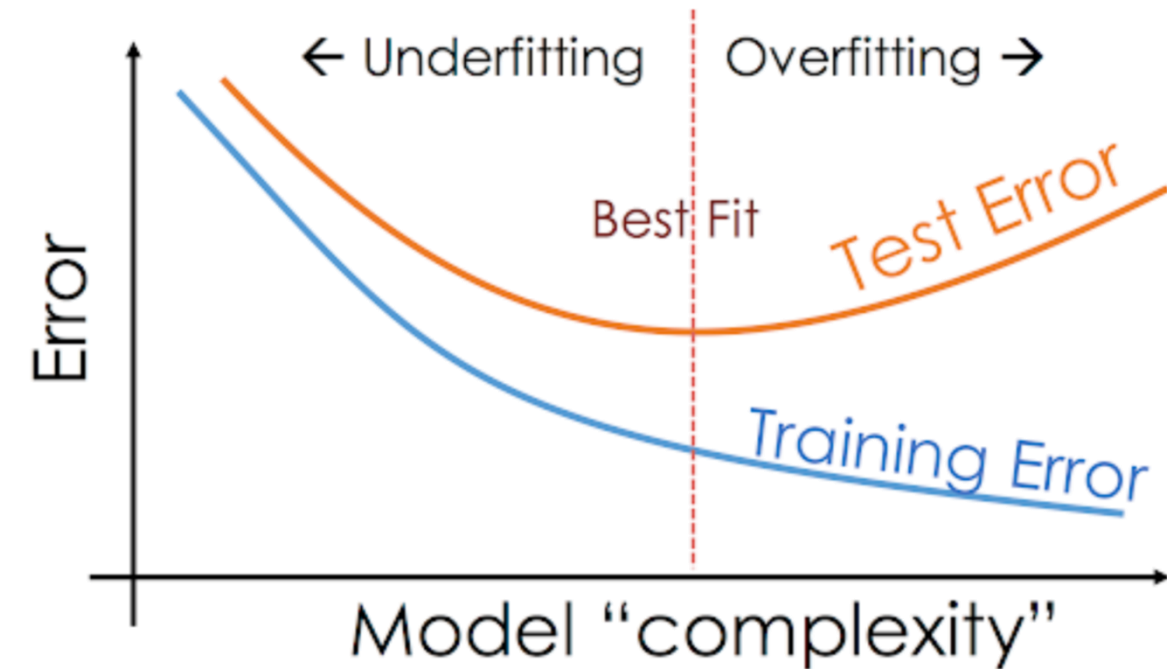 ← Underfitting
Overfitting →
Best Fit
Test Error
Error
Training Error
Model “complexity”